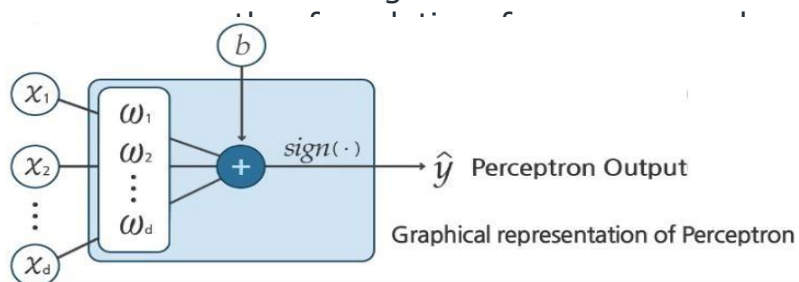 b
x₁
ω₁
x₂ ω₂ + sign(·) ŷ Perceptron Output
⋮ ⋮
ω_d
Graphical representation of Perceptron
x_d